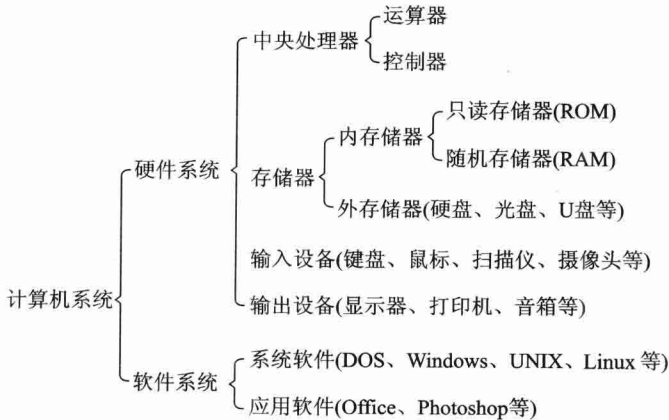 运算器
中央处理器
控制器
只读存储器(ROM)
内存储器
随机存储器(RAM)
硬件系统
存储器
外存储器(硬盘、光盘、U盘等)
输入设备(键盘、鼠标、扫描仪、摄像头等)
计算机系统
输出设备(显示器、打印机、音箱等)
系统软件(DOS、Windows、UNIX、Linux 等)
软件系统
应用软件(Office、Photoshop等)